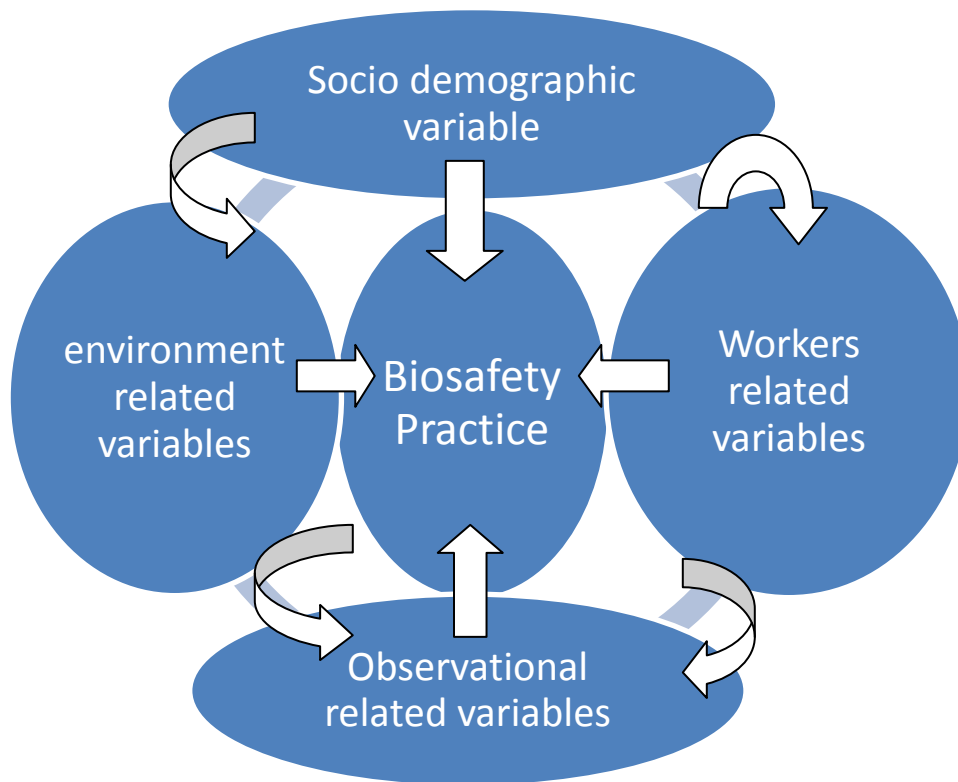 Socio demographic
variable
environment
related
variables
Biosafety
Practice
Workers
related
variables
Observational
related variables